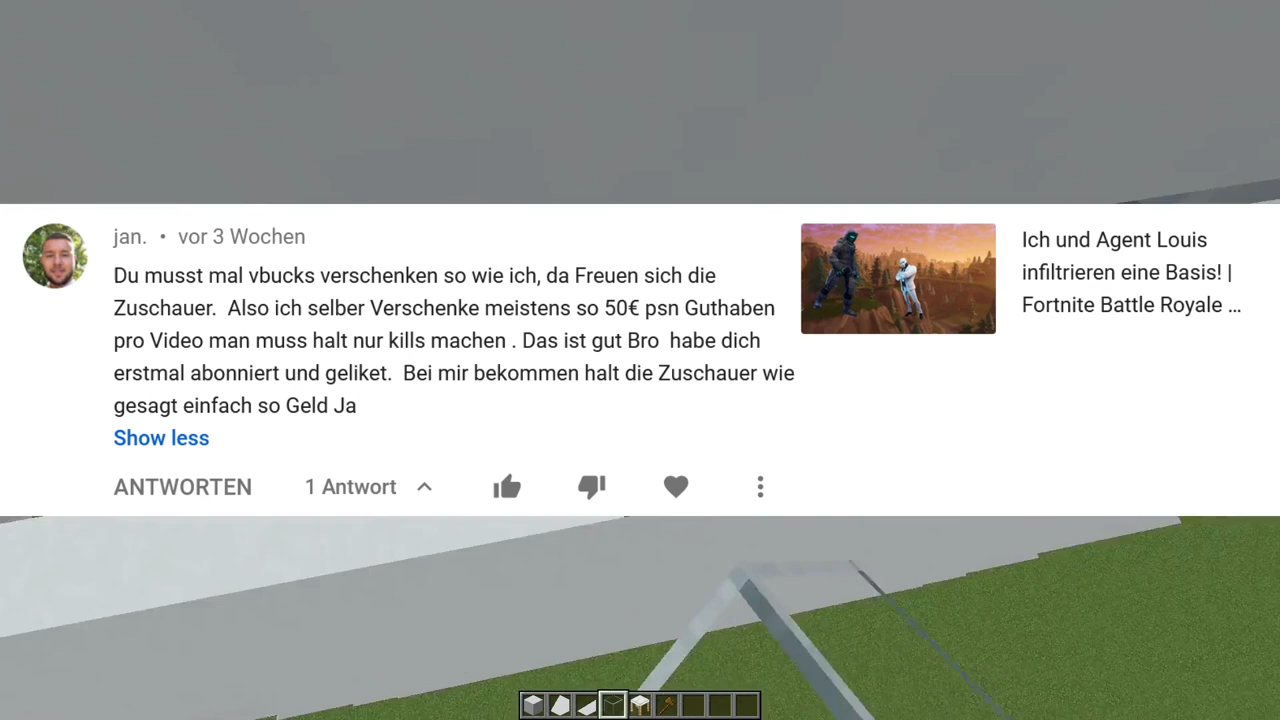 jan. • vor 3 Wochen
Du musst mal vbucks verschenken so wie ich, da Freuen sich die
Zuschauer.  Also ich selber Verschenke meistens so 50€ psn Guthaben
pro Video man muss halt nur kills machen . Das ist gut Bro  habe dich
erstmal abonniert und geliket.  Bei mir bekommen halt die Zuschauer wie
gesagt einfach so Geld Ja
Show less
ANTWORTEN 1 Antwort
Ich und Agent Louis
infiltrieren eine Basis! |
Fortnite Battle Royale ...